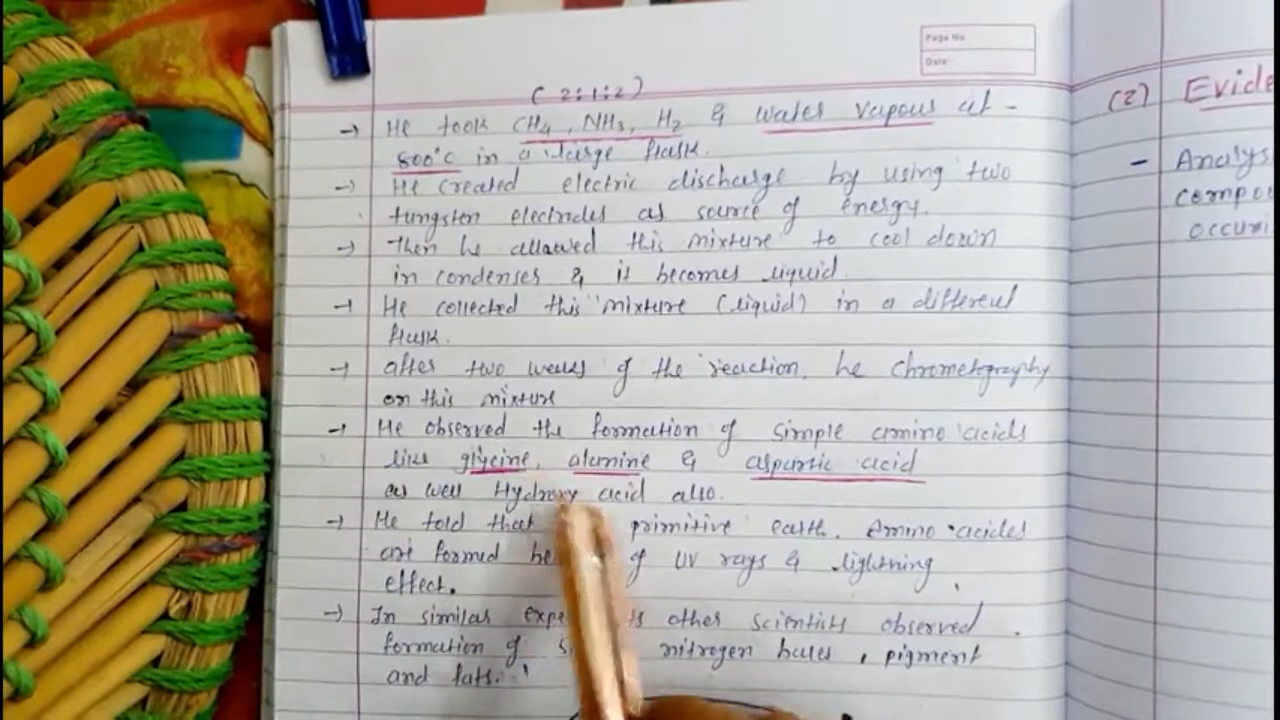 Page No
Date:
( 2:1:2 )
→ He took CH4, NH3, H2 & water vapour at -
800°C in a large flask.
→ He created electric discharge by using two
tungsten electrodes as source of energy.
→ Then he allowed this mixture to cool down
in condenser & it becomes liquid.
→ He collected this mixture (liquid) in a different
flask.
→ after two weeks of the reaction, he chrometography
on this mixture
→ He observed the formation of simple amino acids
like glycine, alanine & aspartic acid
as well Hydroxy acid also.
→ He told that primitive earth. Amino acides
are formed of UV rays & lightning
effect.
→ In similar other scientists observed
formation of nitrogen bases, pigment
and fats.
(2) Evide
- Analys
compo
occurri